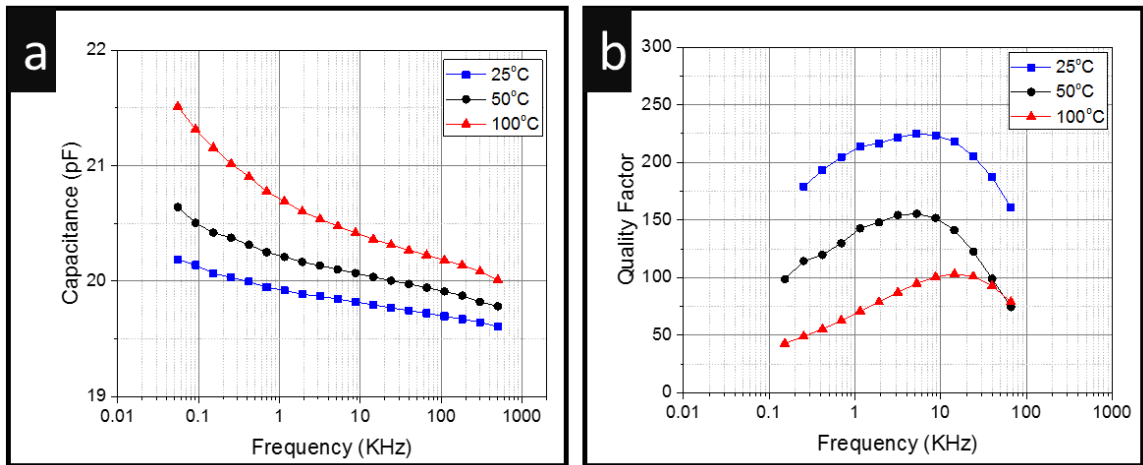 a
22
21
20
19
Capacitance (pF)
25°C
50°C
100°C
0.01 0.1 1 10 100 1000
Frequency (KHz)
b
300
250
200
150
100
50
0
Quality Factor
25°C
50°C
100°C
0.01 0.1 1 10 100 1000
Frequency (KHz)